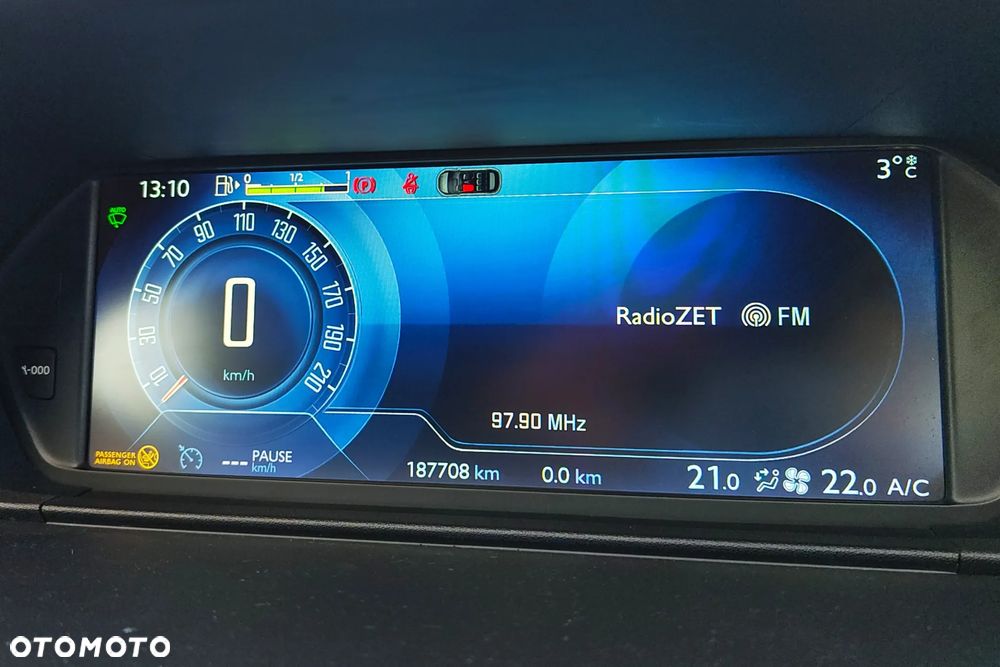 13:10
0 1/2 1
P
3°C
AUTO
10 30 50 70 90 110 130 150 170 190 210
0
km/h
RadioZET FM
97.90 MHz
PASSENGER
AIRBAG ON
--- PAUSE
km/h
187708 km 0.0 km
21.0 22.0 A/C
OTOMOTO